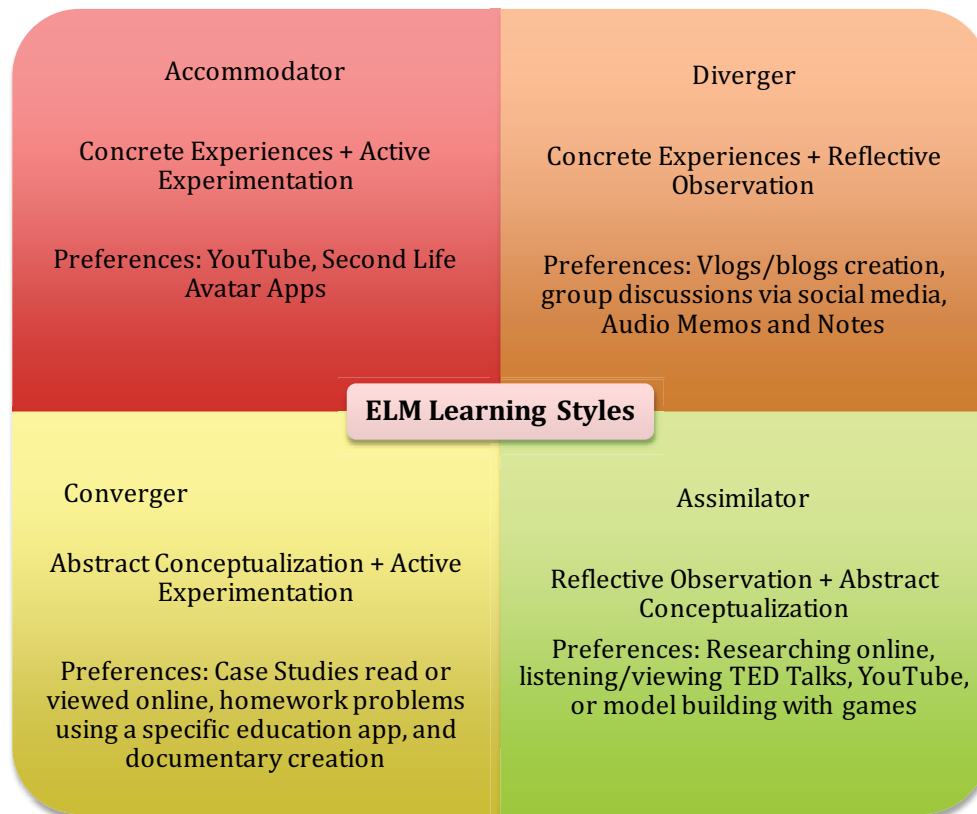 Accommodator
Concrete Experiences + Active
Experimentation
Preferences: YouTube, Second Life
Avatar Apps
Diverger
Concrete Experiences + Reflective
Observation
Preferences: Vlogs/blogs creation,
group discussions via social media,
Audio Memos and Notes
ELM Learning Styles
Converger
Abstract Conceptualization + Active
Experimentation
Preferences: Case Studies read or
viewed online, homework problems
using a specific education app, and
documentary creation
Assimilator
Reflective Observation + Abstract
Conceptualization
Preferences: Researching online,
listening/viewing TED Talks, YouTube,
or model building with games